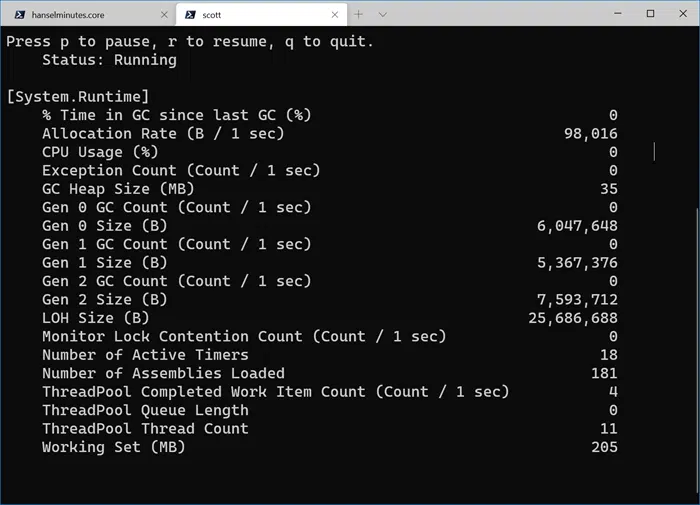 hanselminutes.core
scott
Press p to pause, r to resume, q to quit.
Status: Running
[System.Runtime]
% Time in GC since last GC (%) 0
Allocation Rate (B / 1 sec) 98,016
CPU Usage (%) 0
Exception Count (Count / 1 sec) 0
GC Heap Size (MB) 35
Gen 0 GC Count (Count / 1 sec) 0
Gen 0 Size (B) 6,047,648
Gen 1 GC Count (Count / 1 sec) 0
Gen 1 Size (B) 5,367,376
Gen 2 GC Count (Count / 1 sec) 0
Gen 2 Size (B) 7,593,712
LOH Size (B) 25,686,688
Monitor Lock Contention Count (Count / 1 sec) 0
Number of Active Timers 18
Number of Assemblies Loaded 181
ThreadPool Completed Work Item Count (Count / 1 sec) 4
ThreadPool Queue Length 0
ThreadPool Thread Count 11
Working Set (MB) 205